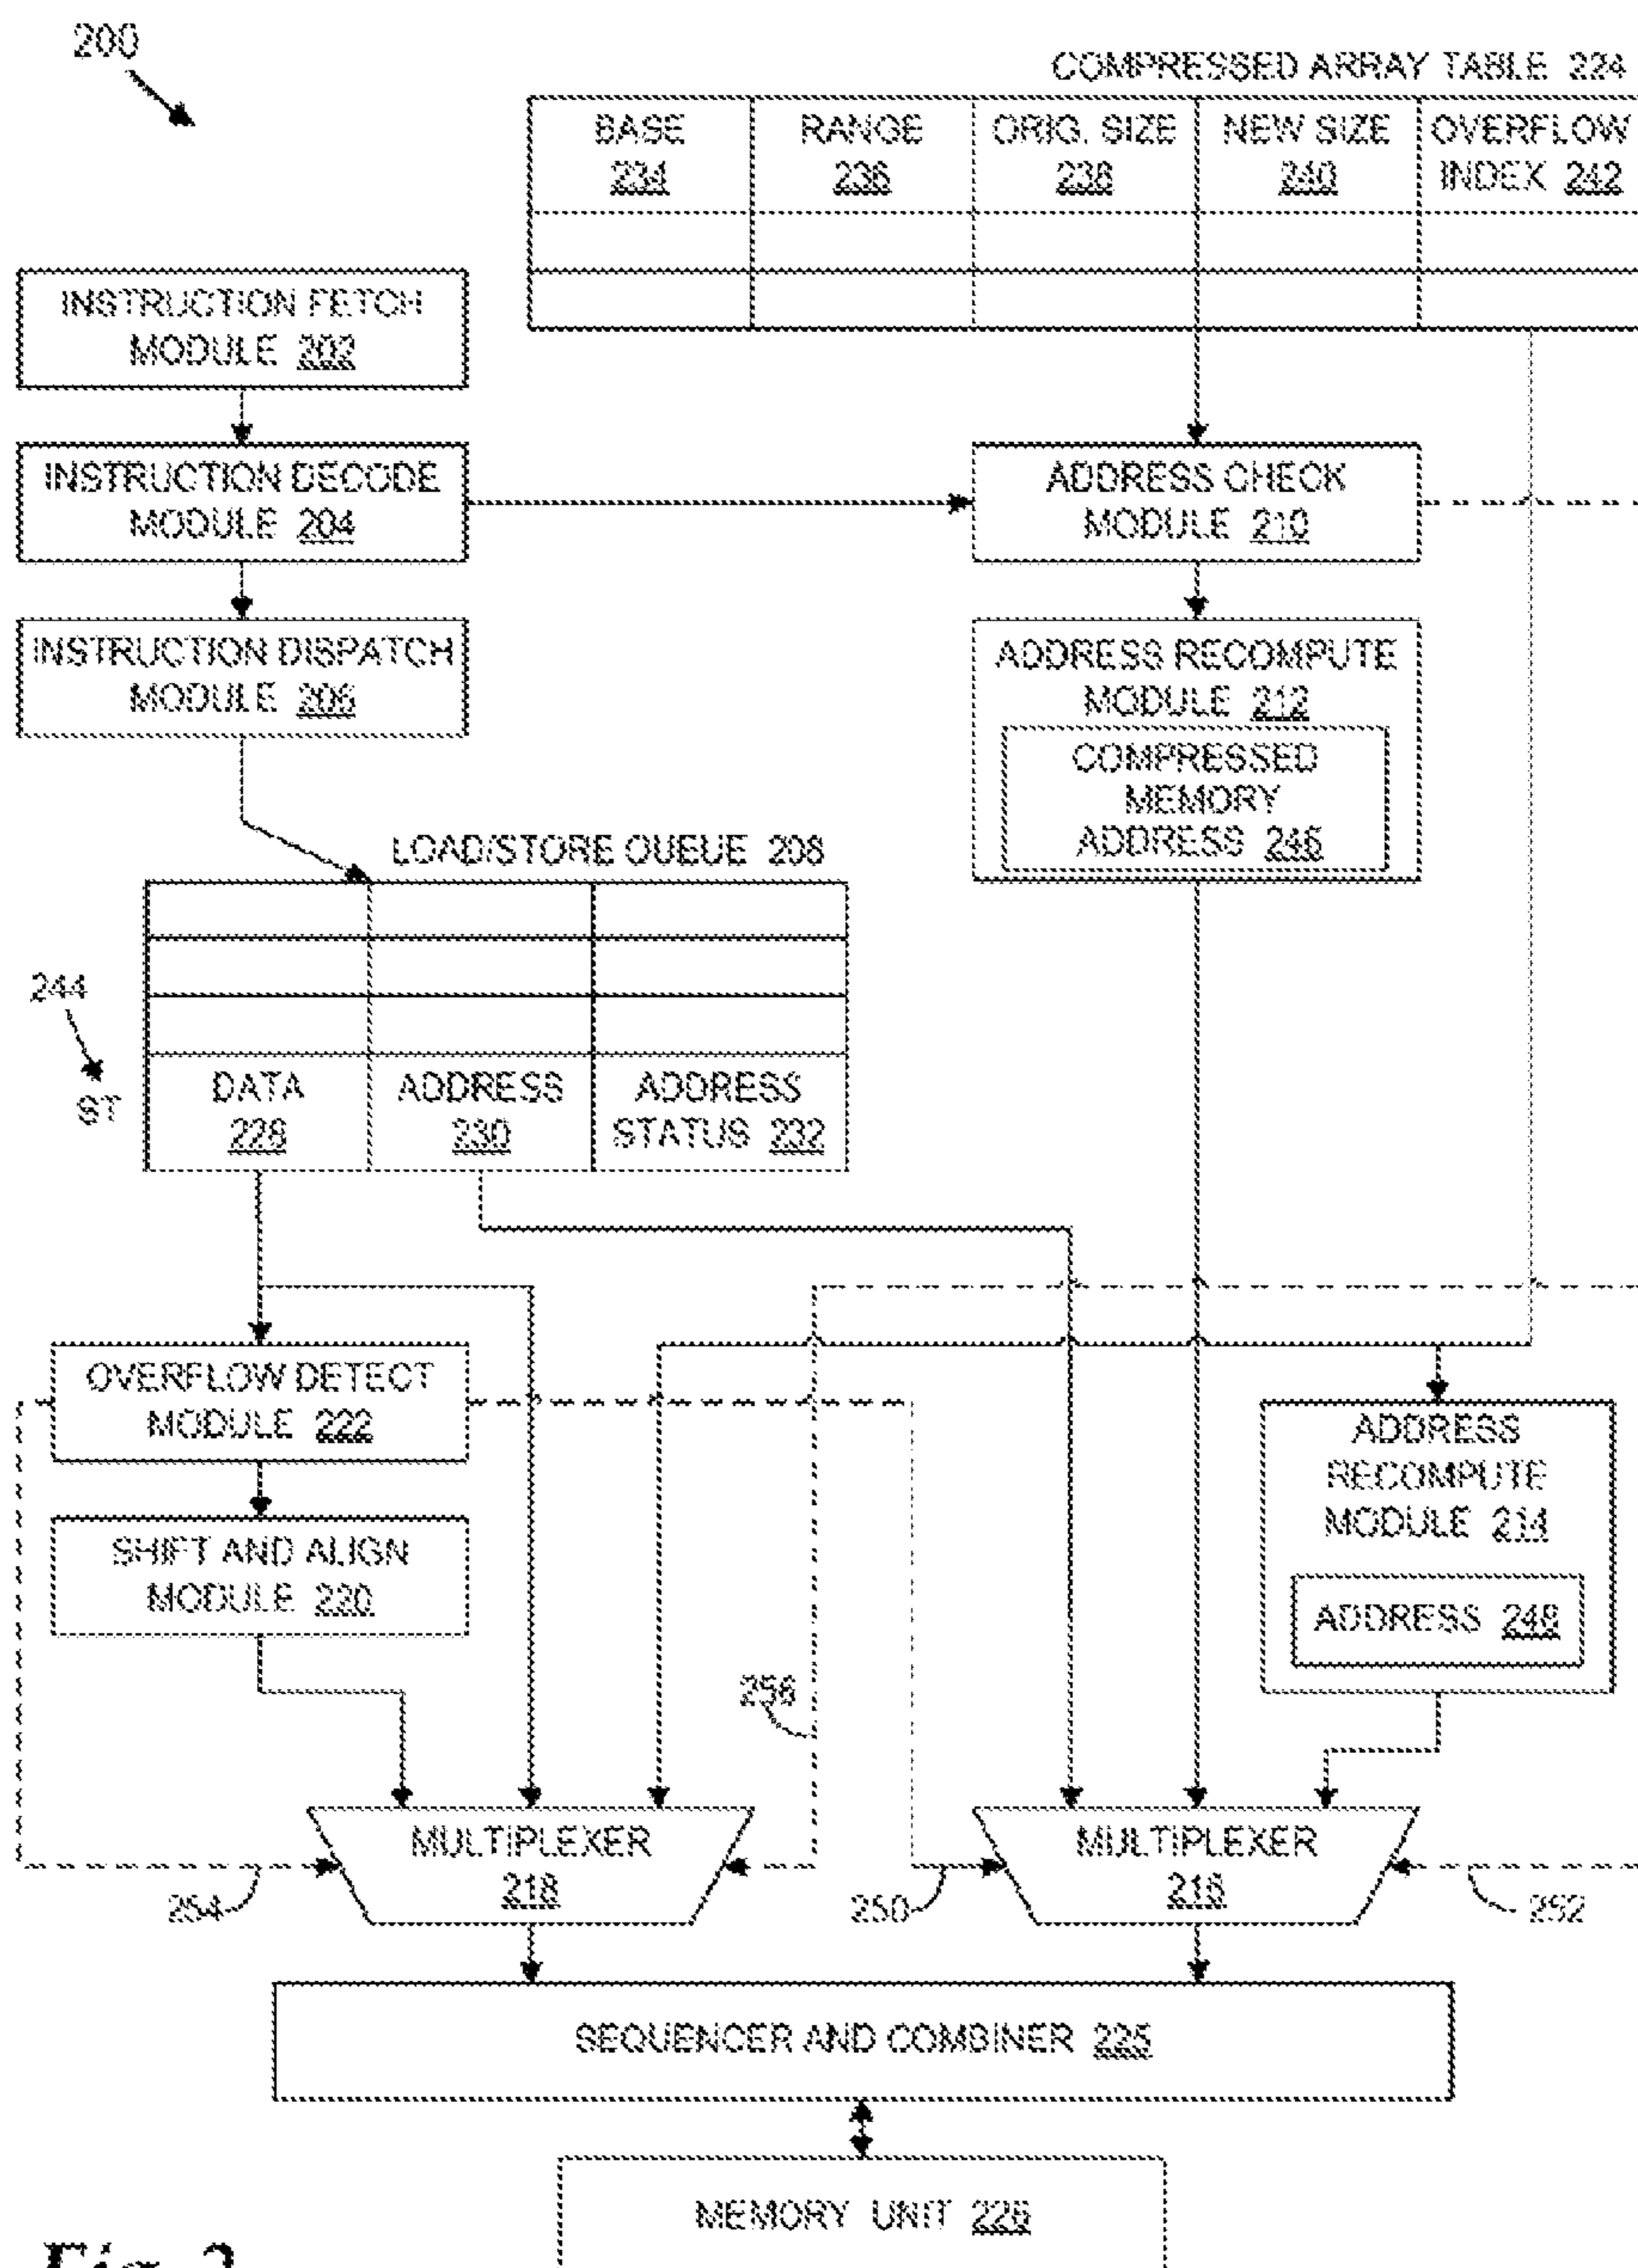 200
COMPRESSED ARRAY TABLE 224
BASE
234
RANGE
236
ORIG. SIZE
238
NEW SIZE
240
OVERFLOW
INDEX 242
INSTRUCTION FETCH
MODULE 202
INSTRUCTION DECODE
MODULE 204
ADDRESS CHECK
MODULE 210
INSTRUCTION DISPATCH
MODULE 206
ADDRESS RECOMPUTE
MODULE 212
COMPRESSED
MEMORY
ADDRESS 246
LOAD/STORE QUEUE 208
244
ST
DATA
228
ADDRESS
230
ADDRESS
STATUS 232
OVERFLOW DETECT
MODULE 222
ADDRESS
RECOMPUTE
MODULE 214
SHIFT AND ALIGN
MODULE 220
ADDRESS 248
256
MULTIPLEXER
218
MULTIPLEXER
216
254
250
252
SEQUENCER AND COMBINER 225
MEMORY UNIT 226
Fig. 2